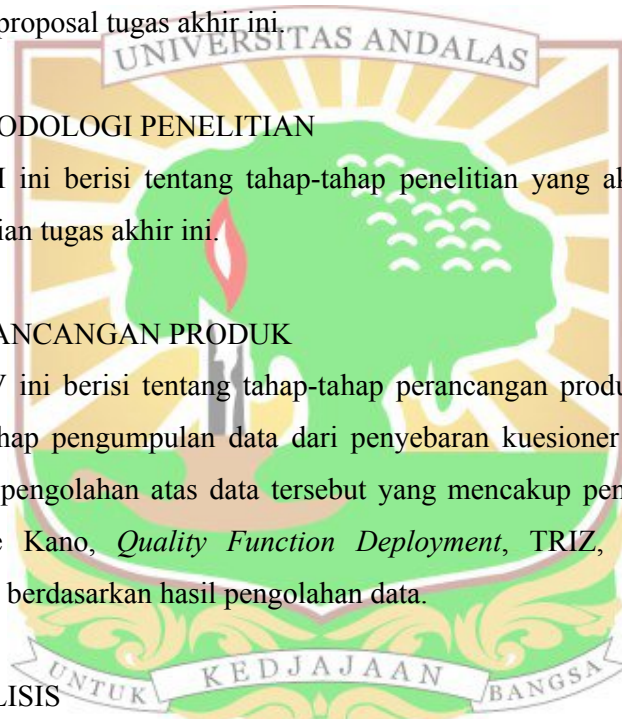 proposal tugas akhir ini.
UNIVERSITAS ANDALAS
ODOLOGI PENELITIAN
I ini berisi tentang tahap-tahap penelitian yang ak
ian tugas akhir ini.
ANCANGAN PRODUK
V ini berisi tentang tahap-tahap perancangan produ
hap pengumpulan data dari penyebaran kuesioner
pengolahan atas data tersebut yang mencakup pen
e Kano, Quality Function Deployment, TRIZ,
berdasarkan hasil pengolahan data.
UNTUK KEDJAJAAN BANGSA
LISIS